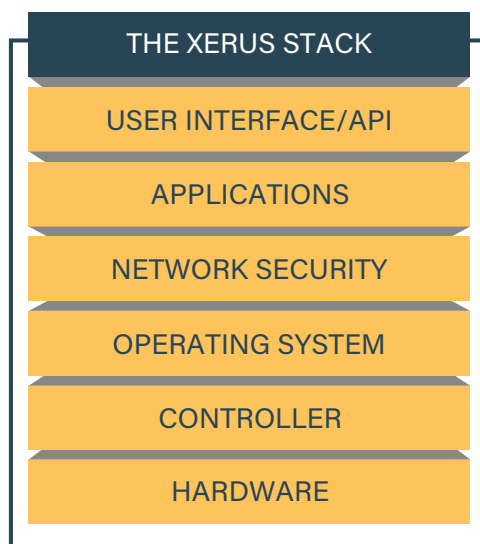 THE XERUS STACK
USER INTERFACE/API
APPLICATIONS
NETWORK SECURITY
OPERATING SYSTEM
CONTROLLER
HARDWARE